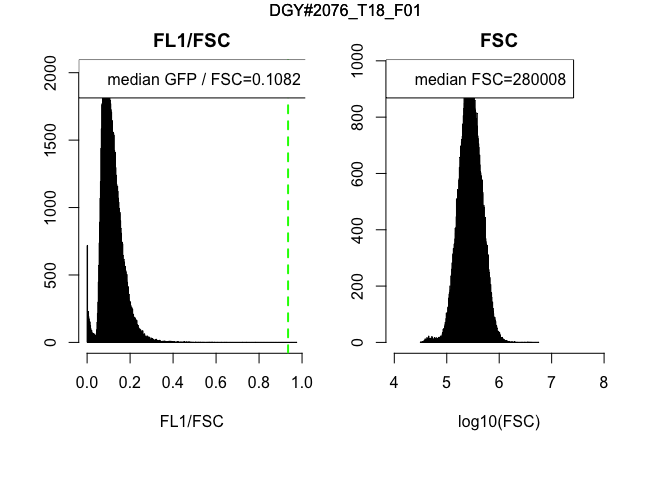 DGY#2076_T18_F01
FL1/FSC
median GFP / FSC=0.1082
0
500
1000
1500
2000
0.0 0.2 0.4 0.6 0.8 1.0
FL1/FSC
FSC
median FSC=280008
0
200
400
600
800
1000
4 5 6 7 8
log10(FSC)